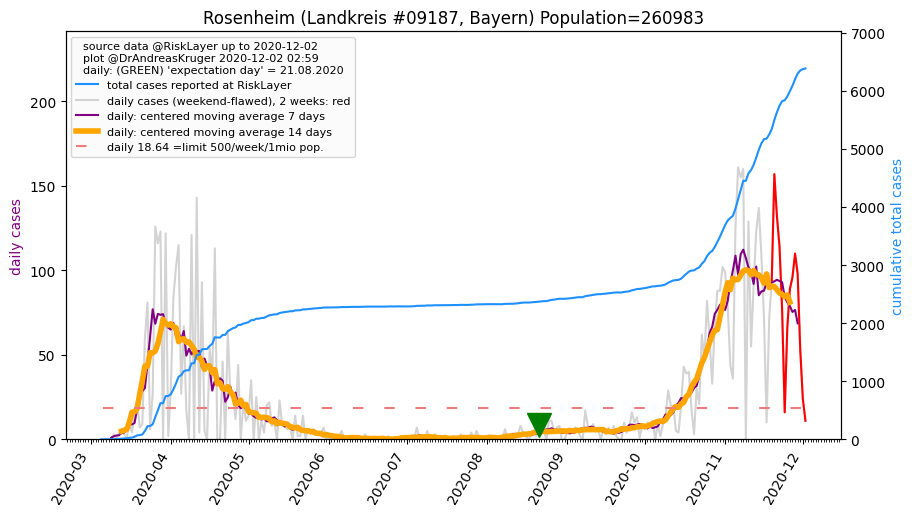 Rosenheim (Landkreis #09187, Bayern) Population=260983
source data @RiskLayer up to 2020-12-02
plot @DrAndreasKruger 2020-12-02 02:59
daily: (GREEN) 'expectation day' = 21.08.2020
total cases reported at RiskLayer
daily cases (weekend-flawed), 2 weeks: red
daily: centered moving average 7 days
daily: centered moving average 14 days
daily 18.64 =limit 500/week/1mio pop.
daily cases
200
150
100
50
0
cumulative total cases
7000
6000
5000
4000
3000
2000
1000
0
2020-03
2020-04
2020-05
2020-06
2020-07
2020-08
2020-09
2020-10
2020-11
2020-12